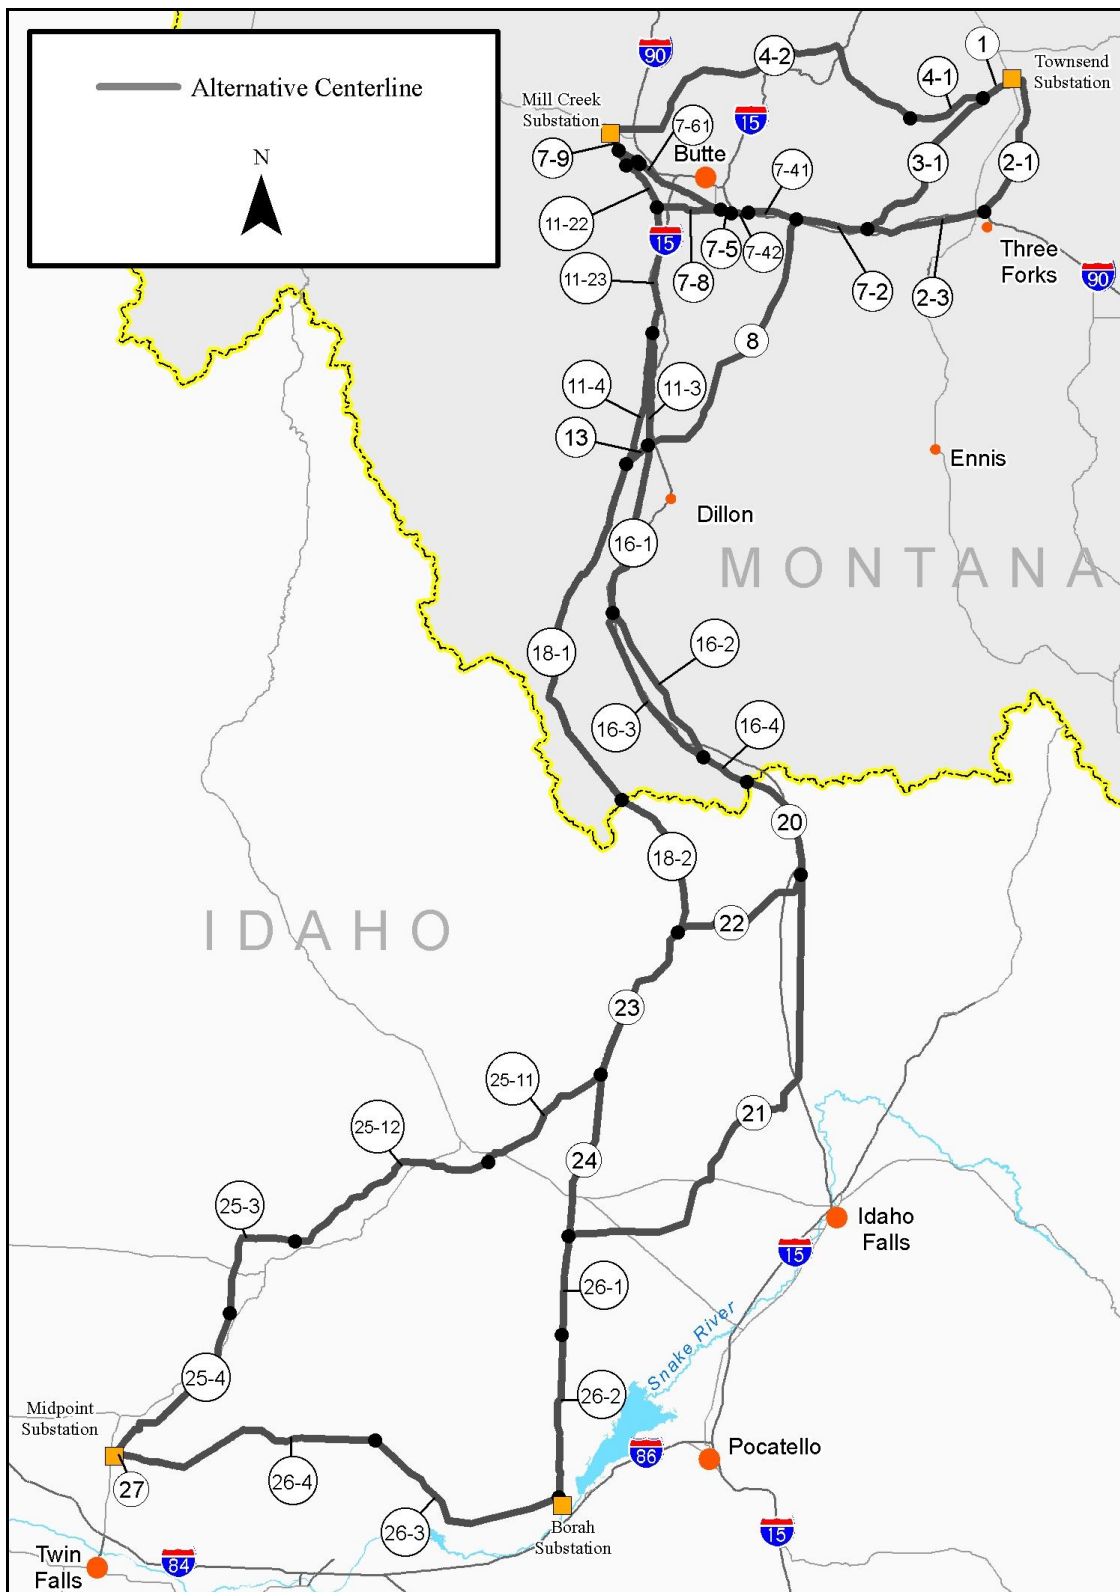 Alternative Centerline
N
90
4-2
1
Townsend
Substation
4-1
Mill Creek
Substation
15
7-61
Butte
7-9
7-41
3-1
2-1
11-22
15
7-5
7-42
Three
Forks
11-23
7-8
7-2
2-3
90
8
11-4
11-3
13
Ennis
Dillon
16-1
MONTANA
18-1
16-2
16-3
16-4
20
18-2
22
IDAHO
23
25-11
21
25-12
24
25-3
Idaho
Falls
15
26-1
Snake River
25-4
26-2
Midpoint
Substation
86
Pocatello
27
26-4
26-3
Borah
Substation
15
Twin
Falls
84